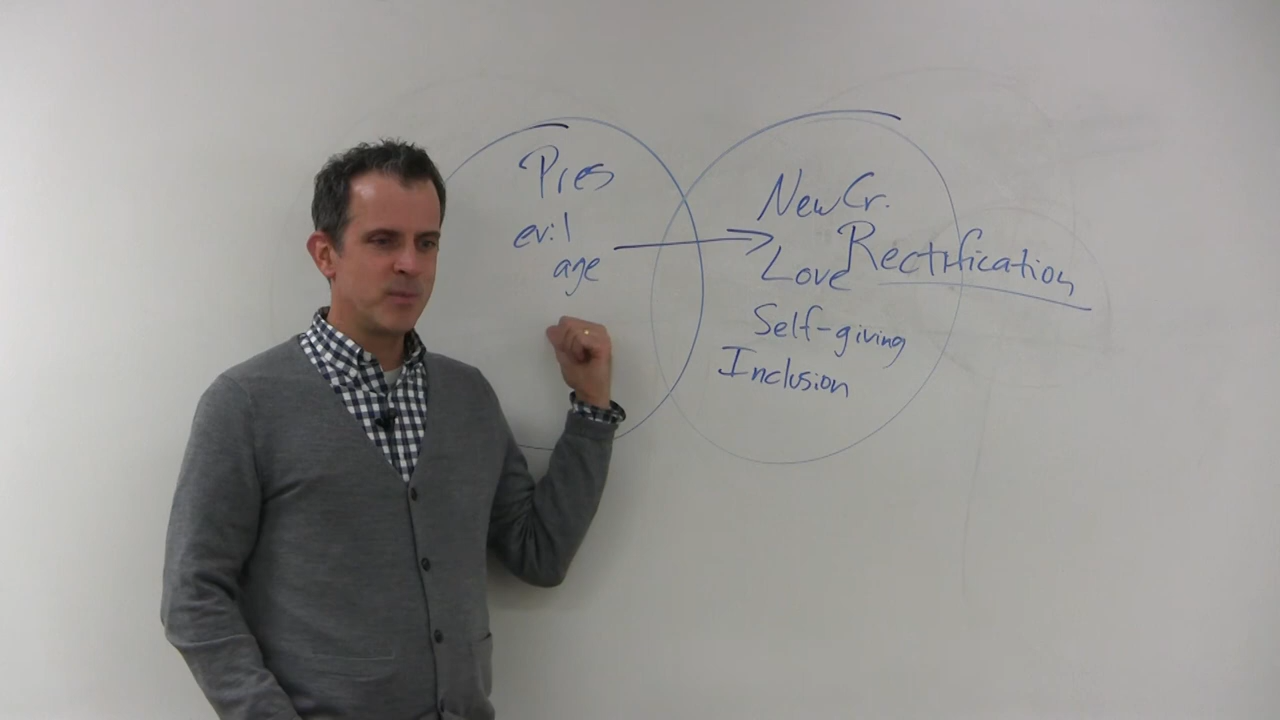 Pres
evil
age
New Cr.
Rectification
Love
Self-giving
Inclusion